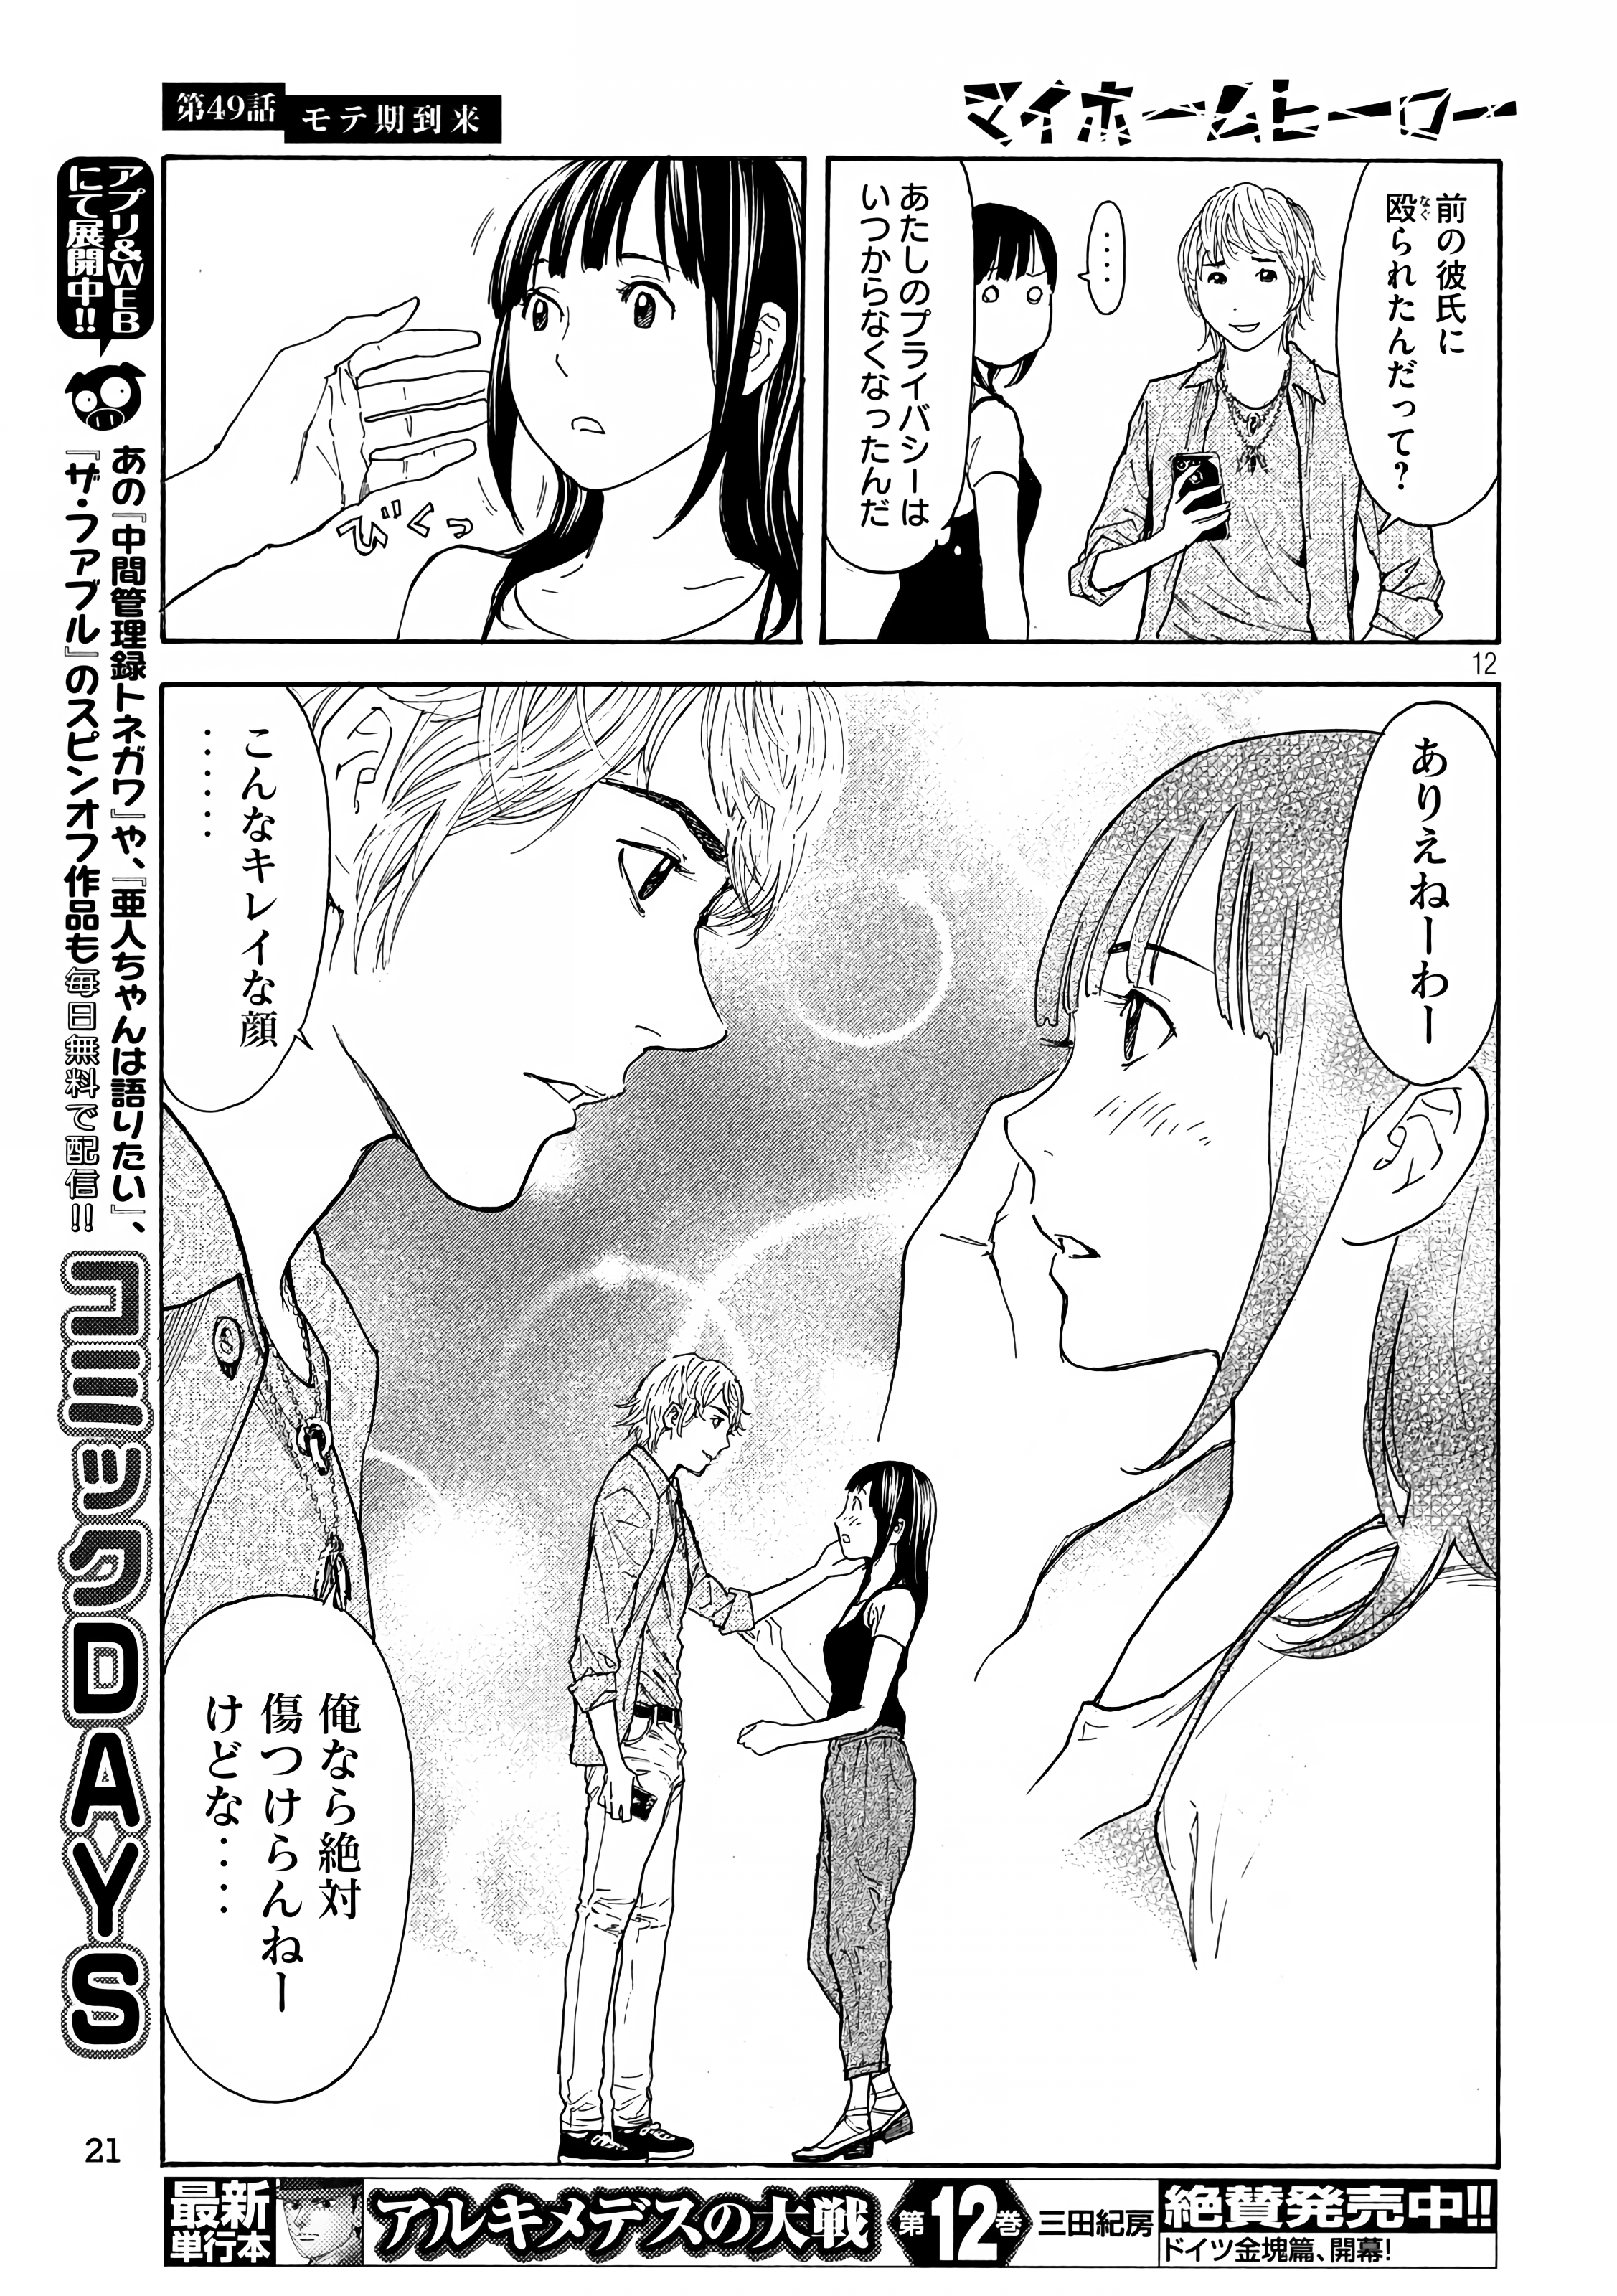 第49話
モテ期到来
マイホームヒーロー
前の彼氏に
殴られたんだって?
なぐ
‥‥
あたしのプライバシーは
いつからなくなったんだ
びくっ
12
ありえねーわー
こんなキレイな顔
‥‥‥
俺なら絶対
傷つけらんねー
けどな‥‥‥
アプリ&WEB
にて展開中!!
あの『中間管理録トネガワ』や、『亜人ちゃんは語りたい』、
『ザ・ファブル』のスピンオフ作品も毎日無料で配信!!
コミックDAYS
21
最新
単行本
アルキメデスの大戦
第12巻
三田紀房
絶賛発売中!!
ドイツ金塊篇、開幕!